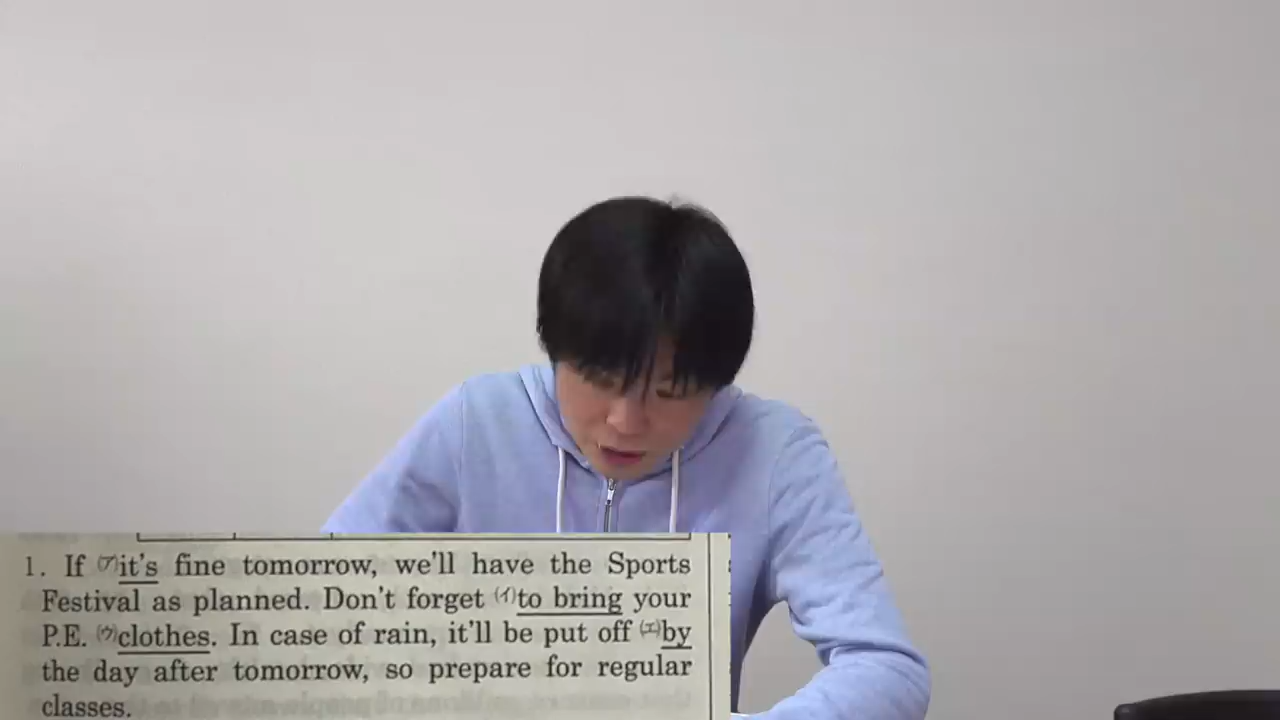 1. If (ア)it's fine tomorrow, we'll have the Sports
Festival as planned. Don't forget (イ)to bring your
P.E. (ウ)clothes. In case of rain, it'll be put off (エ)by
the day after tomorrow, so prepare for regular
classes.